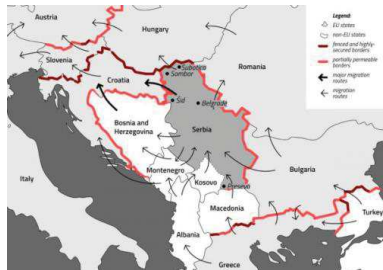 Austria
Hungary
Slovenia
Croatia
Subotica
Sombor
Romania
Šid
Belgrade
Bosnia and
Herzegovina
Serbia
Italy
Montenegro
Kosovo
Preševo
Bulgaria
Macedonia
Turkey
Albania
Greece
Legend:
EU states
non-EU states
fenced and highly-
secured borders
partially permeable
borders
major migration
routes
migration
routes